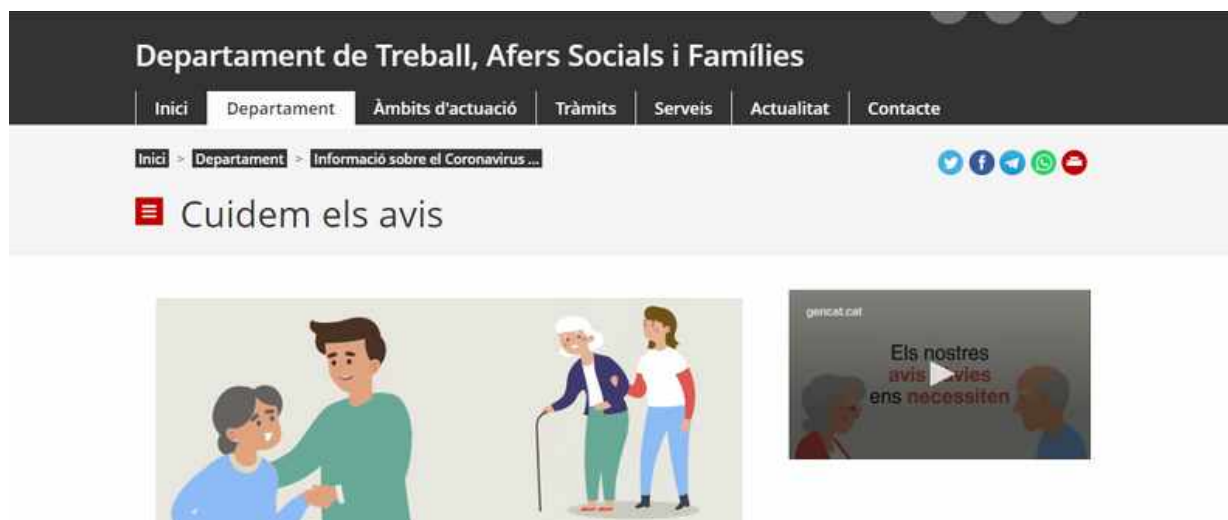 Departament de Treball, Afers Socials i Famílies
Inici Departament Àmbits d'actuació Tràmits Serveis Actualitat Contacte
Inici > Departament > Informació sobre el Coronavirus ...
Cuidem els avis
gencat.cat
Els nostres
avis avies
ens necessiten